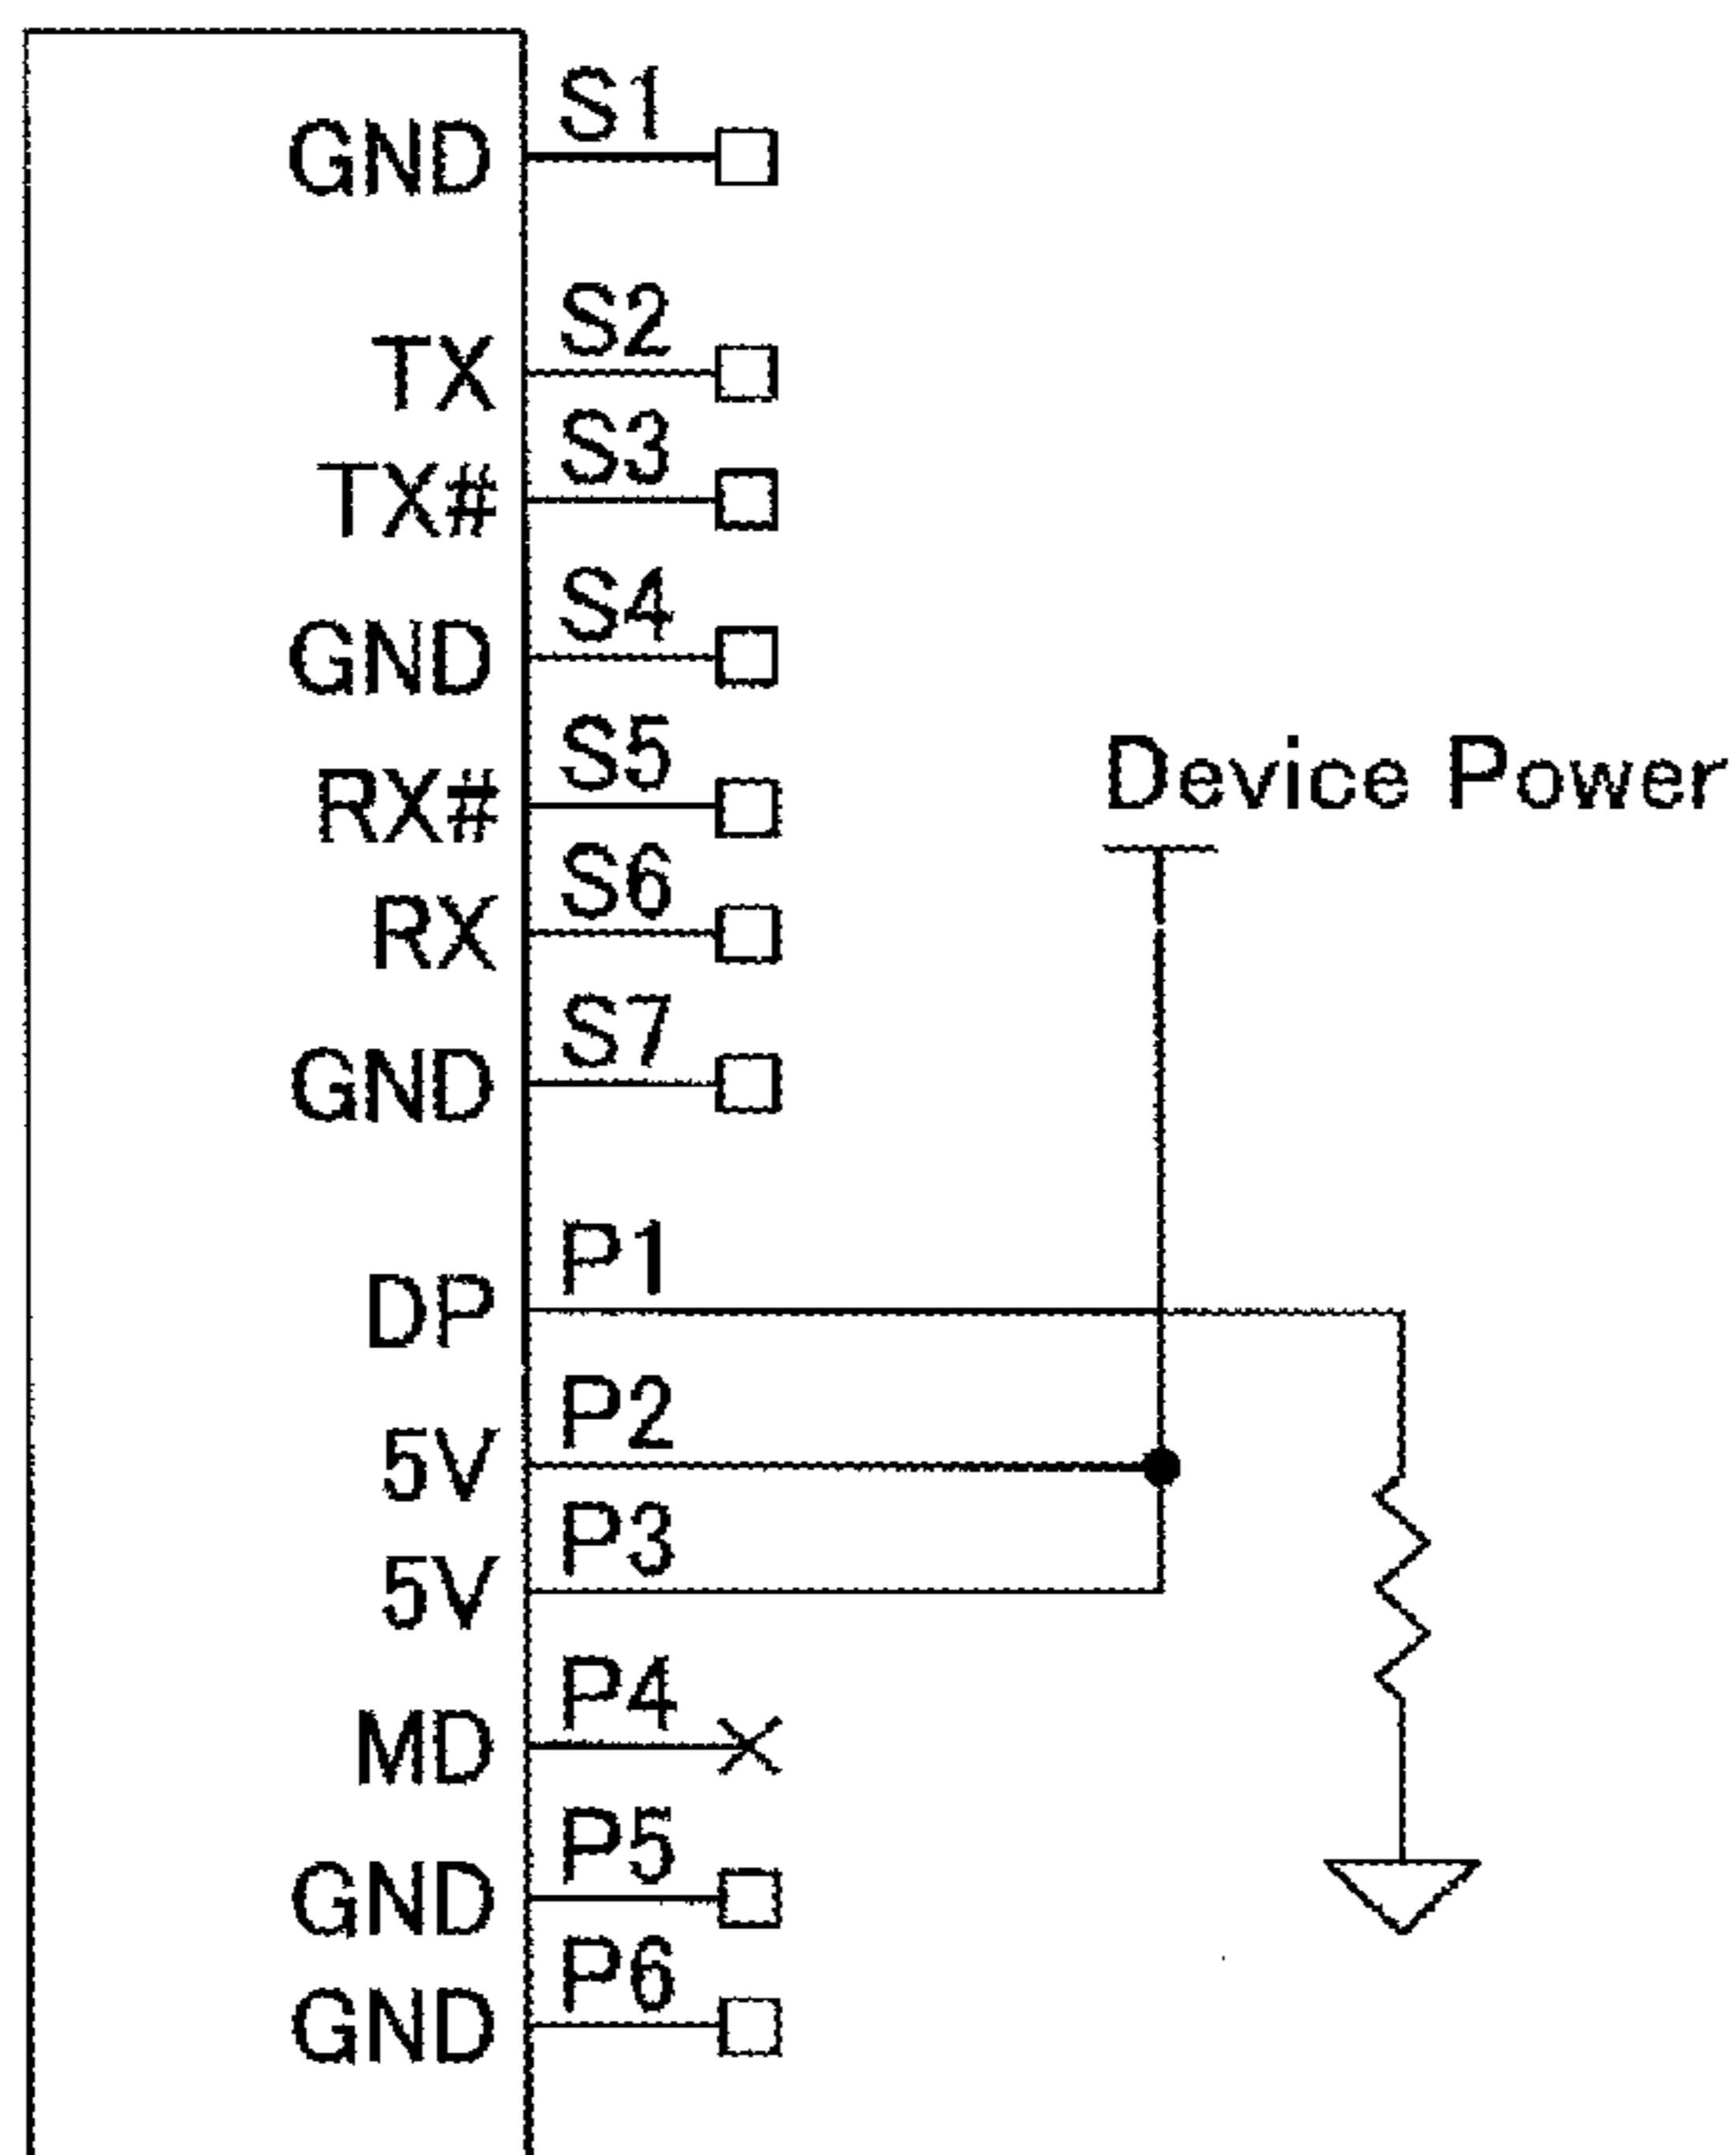 S1
GND
S2
TX
S3
TX#
S4
GND
S5
Device Power
RX#
S6
RX
S7
GND
P1
DP
P2
5V
P3
5V
P4
MD
P5
GND
P6
GND